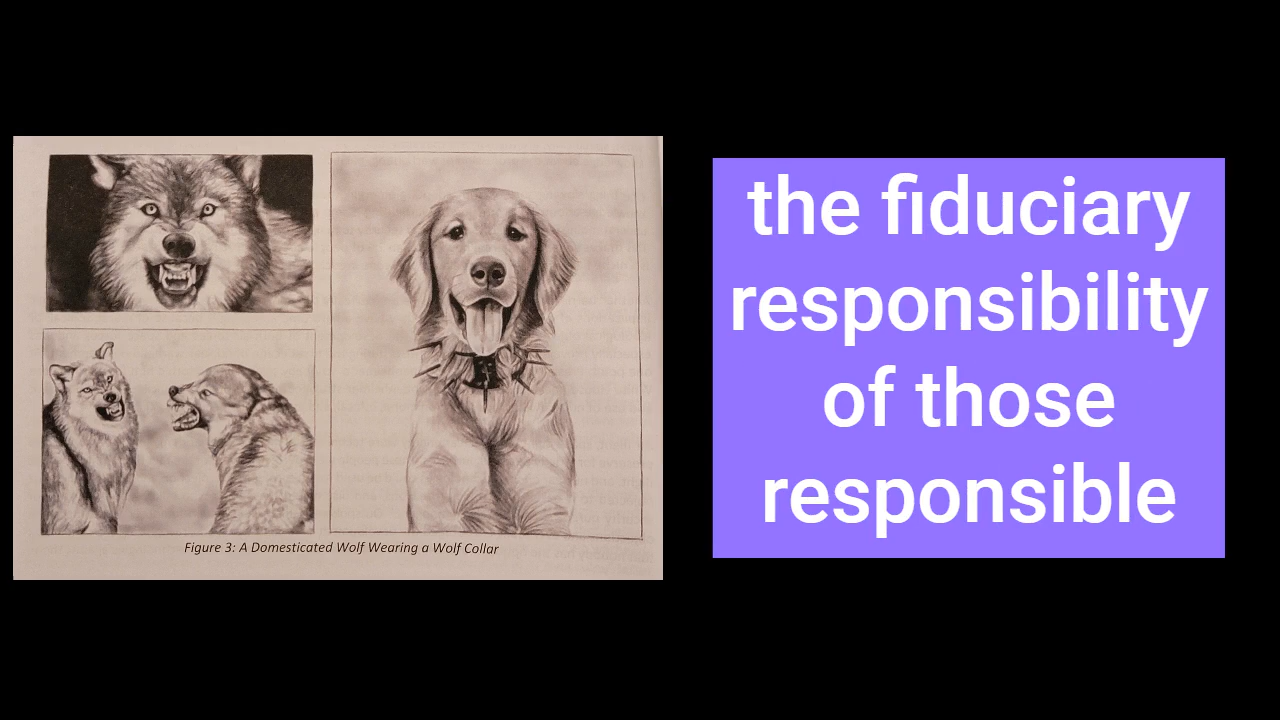 Figure 3: A Domesticated Wolf Wearing a Wolf Collar
the fiduciary
responsibility
of those
responsible